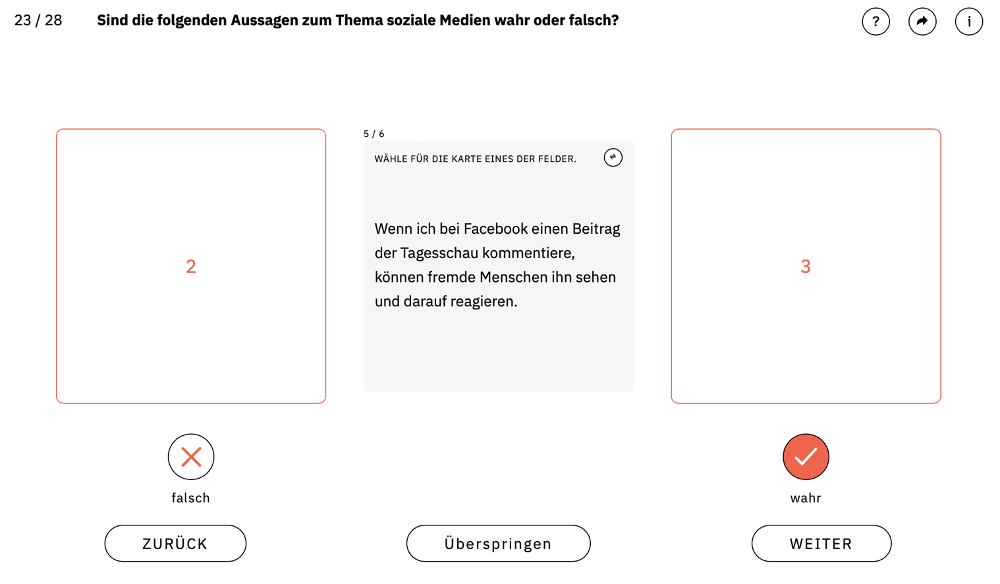 23 / 28
Sind die folgenden Aussagen zum Thema soziale Medien wahr oder falsch?
?
i
2
5 / 6
WÄHLE FÜR DIE KARTE EINES DER FELDER.
Wenn ich bei Facebook einen Beitrag
der Tagesschau kommentiere,
können fremde Menschen ihn sehen
und darauf reagieren.
3
falsch
wahr
ZURÜCK
Überspringen
WEITER